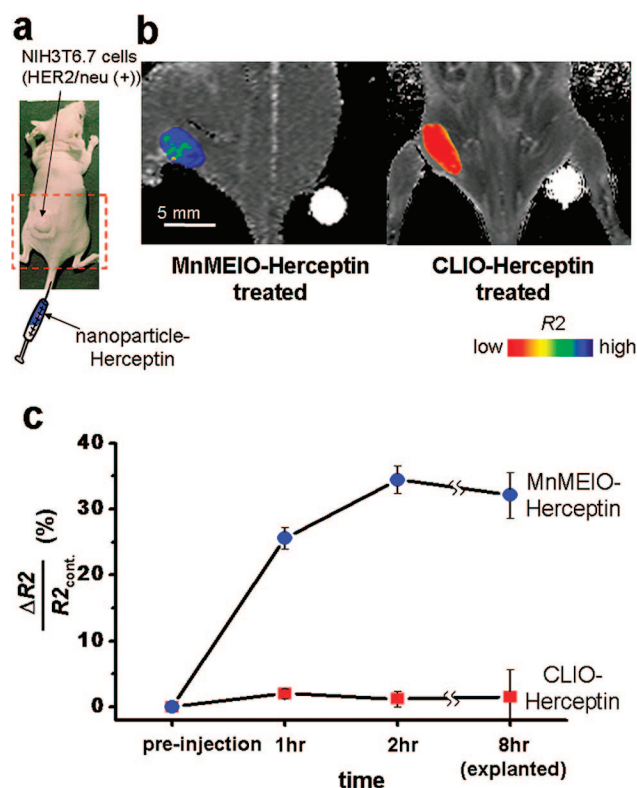 a
NIH3T6.7 cells
(HER2/neu (+))
nanoparticle-
Herceptin
b
5 mm
MnMEIO-Herceptin
treated
CLIO-Herceptin
treated
R2
low high
c
ΔR2
R2cont.
(%)
40
30
20
10
0
MnMEIO-
Herceptin
CLIO-
Herceptin
pre-injection 1hr 2hr 8hr
(explanted)
time